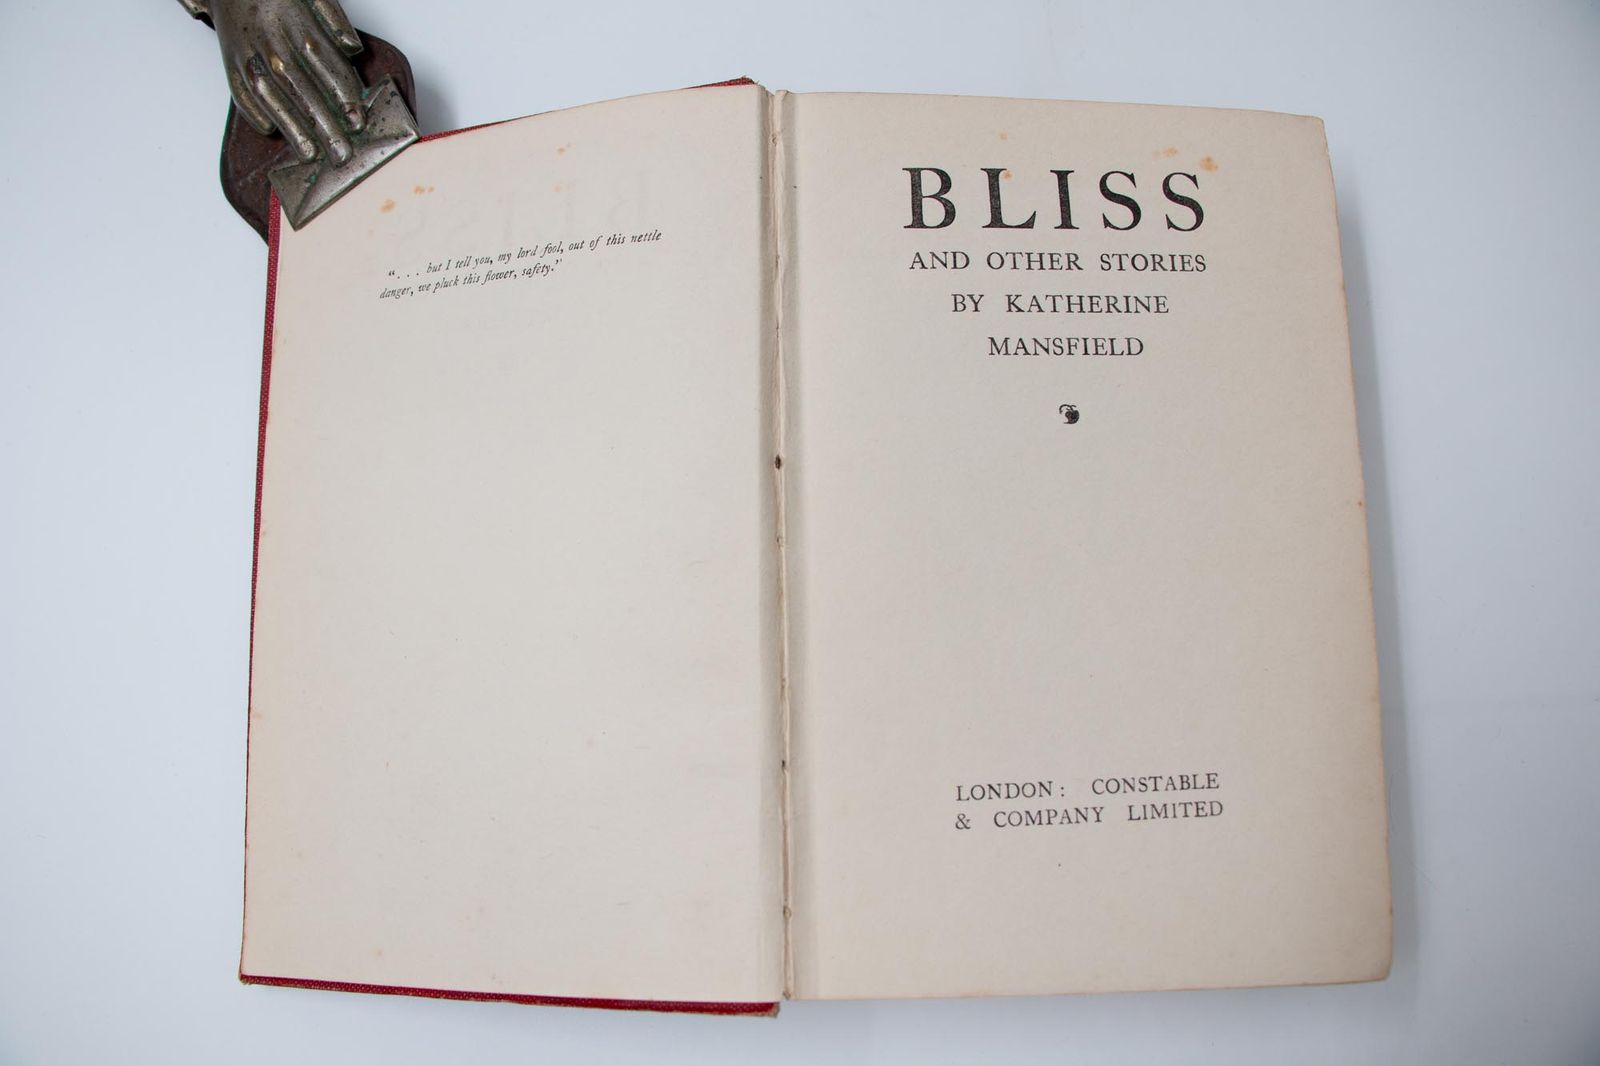 “. . . but I tell you, my lord fool, out of this nettle
danger, we pluck this flower, safety.”
BLISS
AND OTHER STORIES
BY KATHERINE
MANSFIELD
LONDON: CONSTABLE
& COMPANY LIMITED